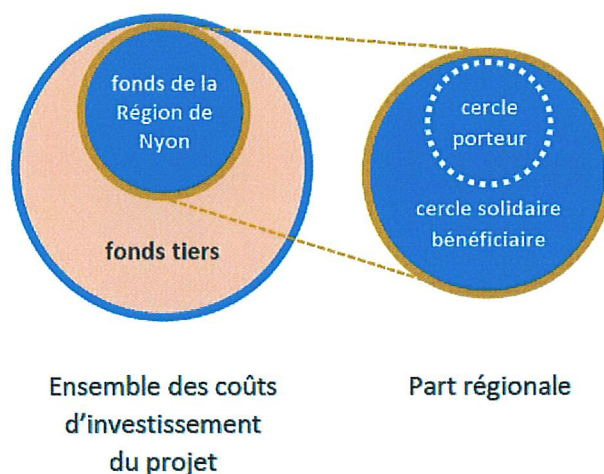 fonds de la
Région de
Nyon
fonds tiers
cercle
porteur
cercle solidaire
bénéficiaire
Ensemble des coûts
d'investissement
du projet
Part régionale